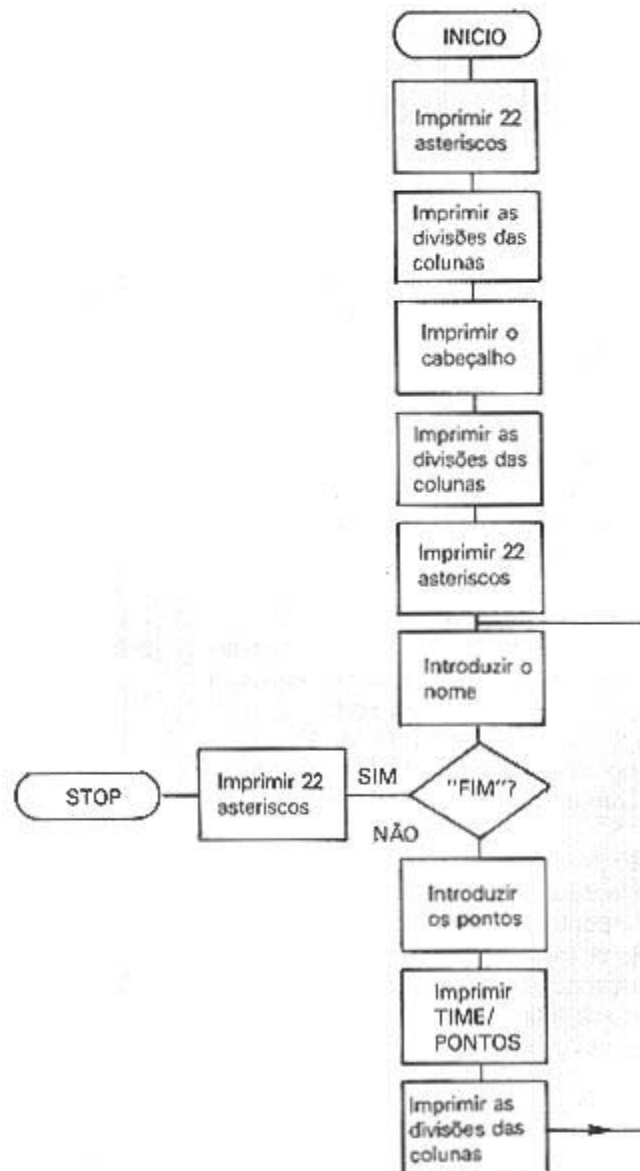 INICIO
Imprimir 22
asteriscos
Imprimir as
divisões das
colunas
Imprimir o
cabeçalho
Imprimir as
divisões das
colunas
Imprimir 22
asteriscos
Introduzir o
nome
"FIM"?
SIM
Imprimir 22
asteriscos
STOP
NÃO
Introduzir
os pontos
Imprimir
TIME/
PONTOS
Imprimir as
divisões das
colunas